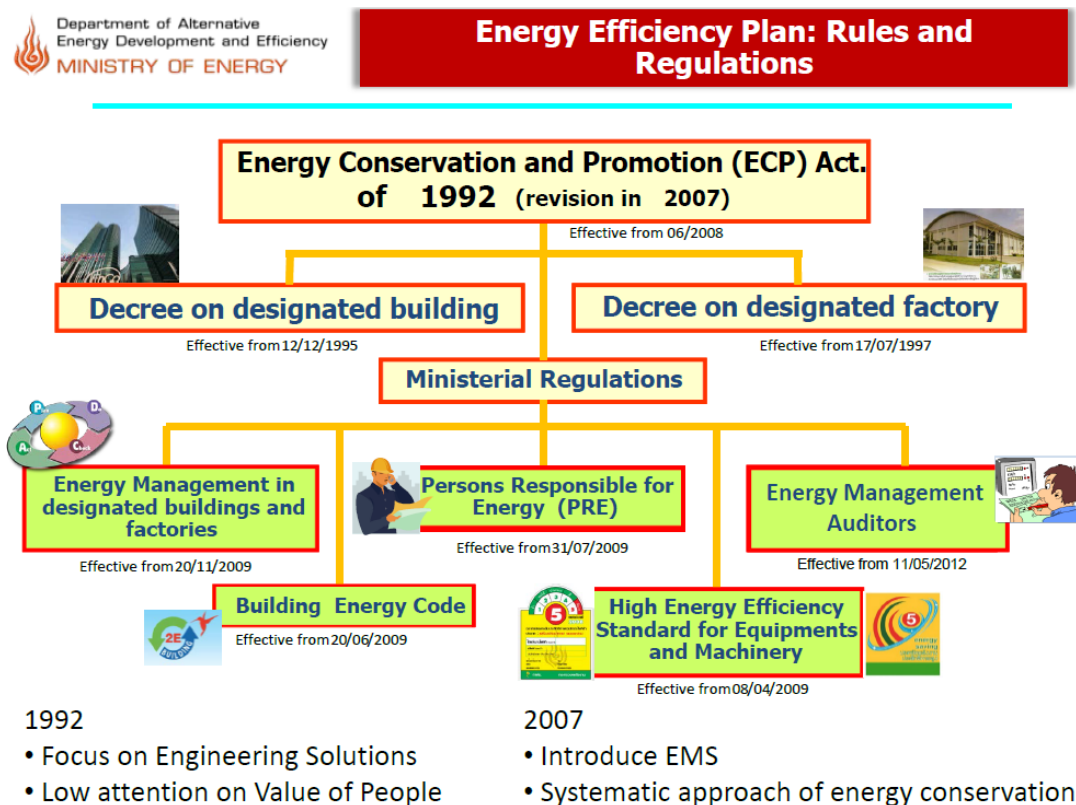 Department of Alternative
Energy Development and Efficiency
MINISTRY OF ENERGY
Energy Efficiency Plan: Rules and
Regulations
Energy Conservation and Promotion (ECP) Act.
of 1992 (revision in 2007)
Effective from 06/2008
Decree on designated building
Effective from 12/12/1995
Decree on designated factory
Effective from 17/07/1997
Ministerial Regulations
Energy Management in
designated buildings and
factories
Effective from 20/11/2009
Persons Responsible for
Energy (PRE)
Effective from 31/07/2009
Energy Management
Auditors
Effective from 11/05/2012
2E
BUILDING
Building Energy Code
Effective from 20/06/2009
5
High Energy Efficiency
Standard for Equipments
and Machinery
Effective from 08/04/2009
5
energy
saving
1992
• Focus on Engineering Solutions
• Low attention on Value of People
2007
• Introduce EMS
• Systematic approach of energy conservation